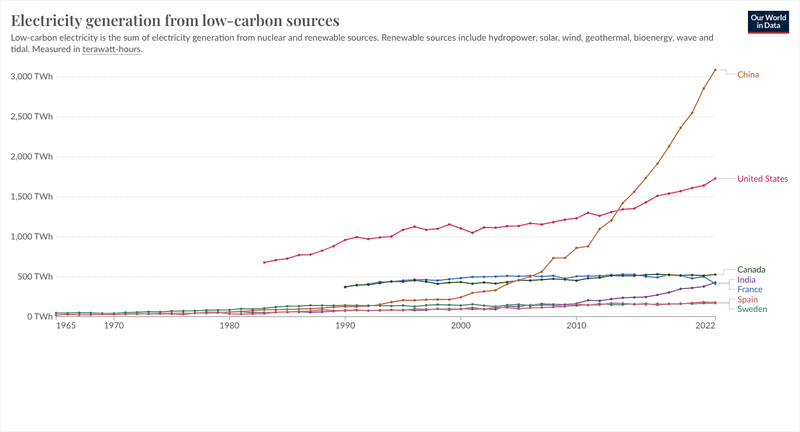 Electricity generation from low-carbon sources
Our World
in Data
Low-carbon electricity is the sum of electricity generation from nuclear and renewable sources. Renewable sources include hydropower, solar, wind, geothermal, bioenergy, wave and
tidal. Measured in terawatt-hours.
3,000 TWh
China
2,500 TWh
2,000 TWh
United States
1,500 TWh
1,000 TWh
Canada
500 TWh
India
France
Spain
Sweden
0 TWh
1965 1970 1980 1990 2000 2010 2022